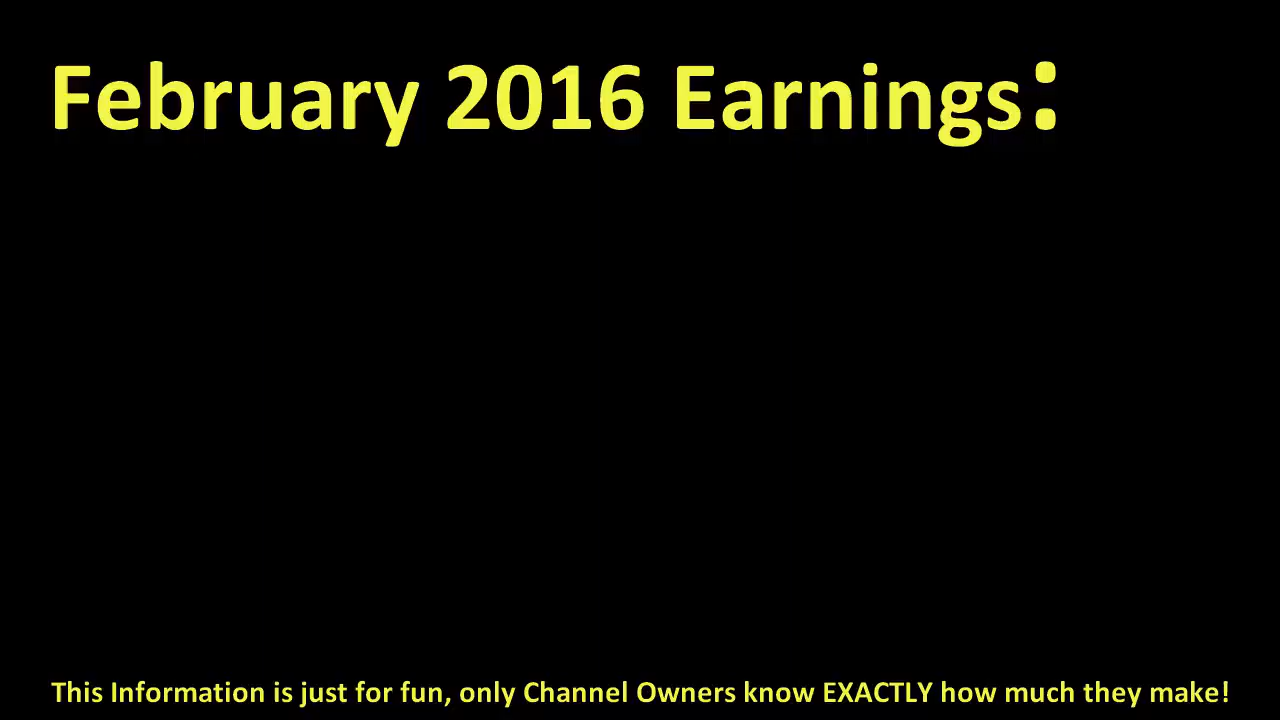 February 2016 Earnings:
This Information is just for fun, only Channel Owners know EXACTLY how much they make!